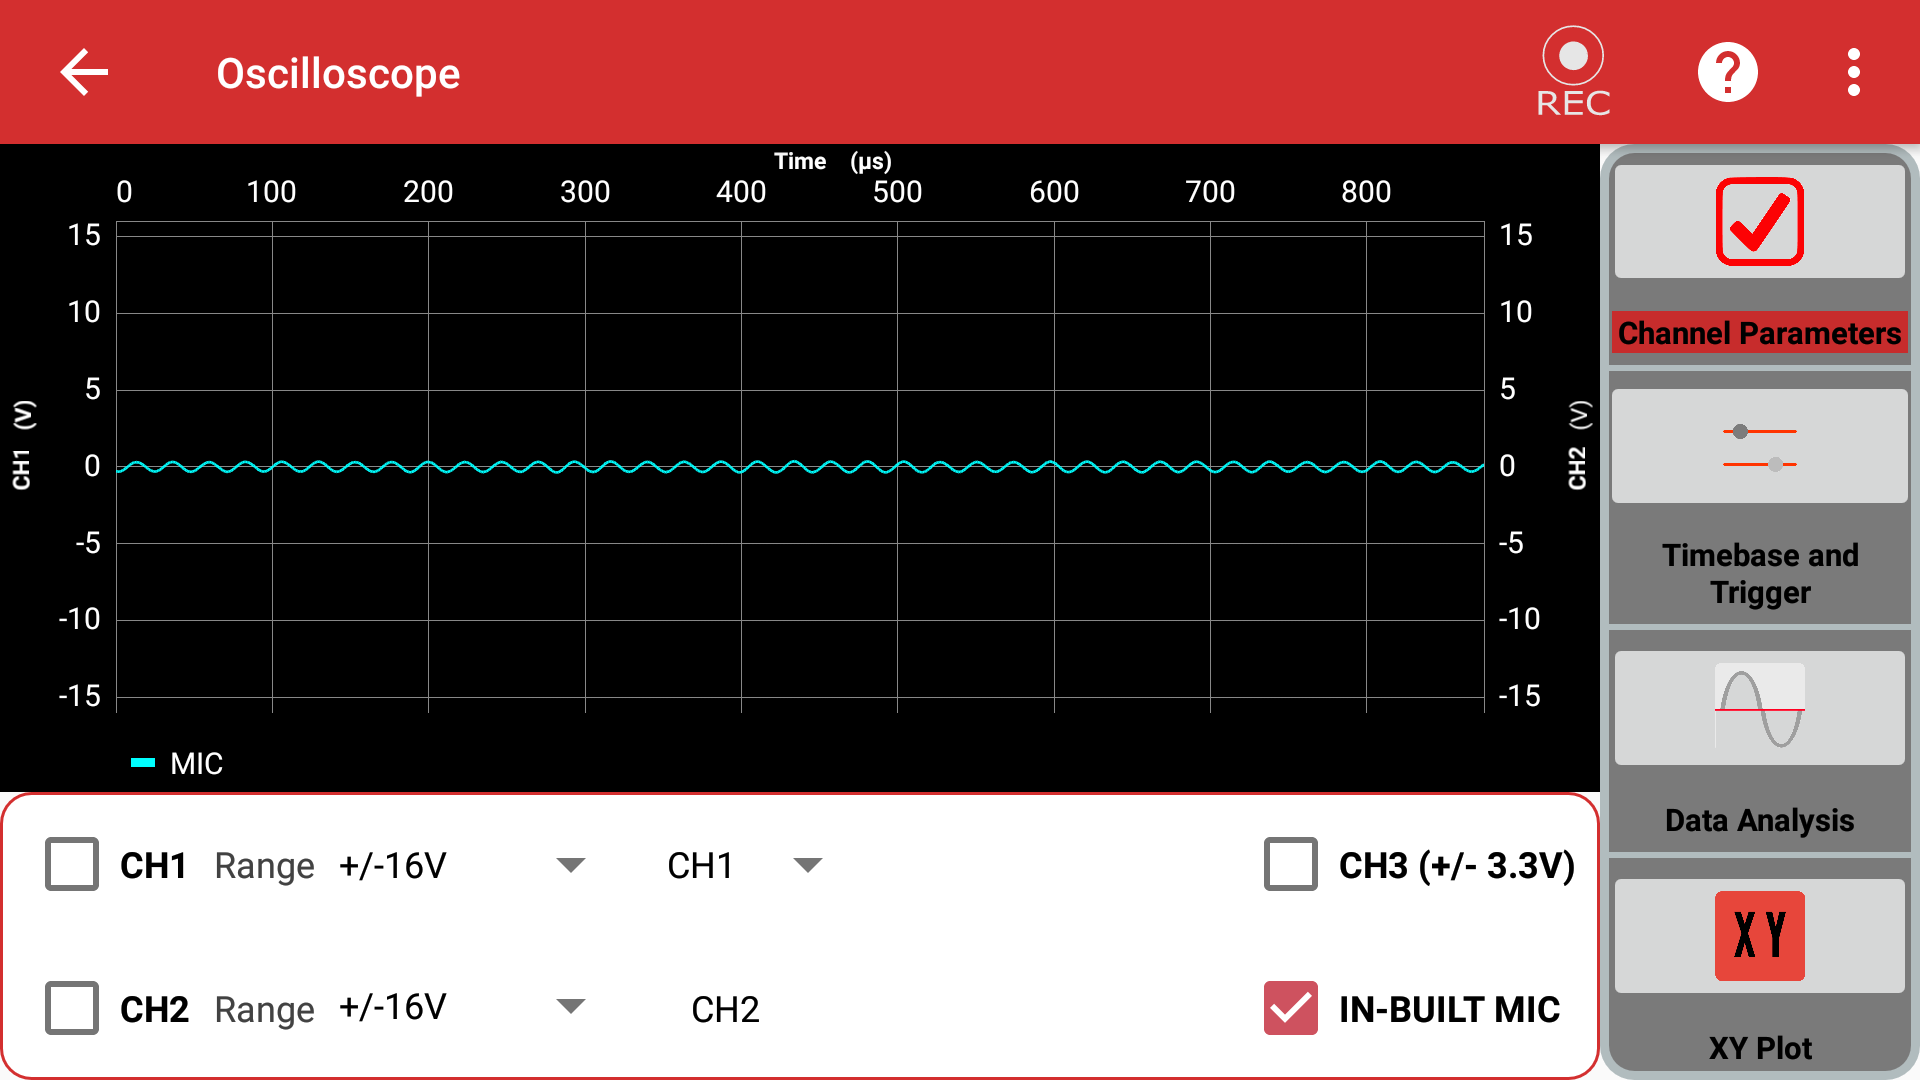 Oscilloscope
REC
Time (µs)
0 100 200 300 400 500 600 700 800
15 15
10 10
5 5
0 0
-5 -5
-10 -10
-15 -15
CH1 (V)
CH2 (V)
MIC
CH1 Range +/-16V CH1 CH3 (+/- 3.3V)
CH2 Range +/-16V CH2 IN-BUILT MIC
Channel Parameters
Timebase and
Trigger
Data Analysis
XY
XY Plot